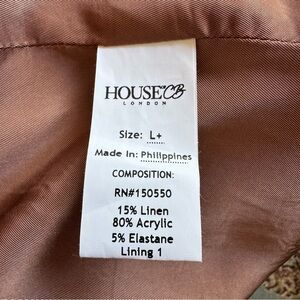 HOUSE CB
LONDON
Size: L+
Made in: Philippines
COMPOSITION:
RN#150550
15% Linen
80% Acrylic
5% Elastane
Lining 1